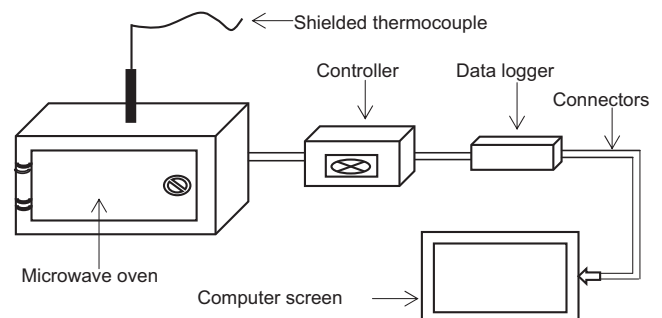 Shielded thermocouple
Controller
Data logger
Connectors
Microwave oven
Computer screen